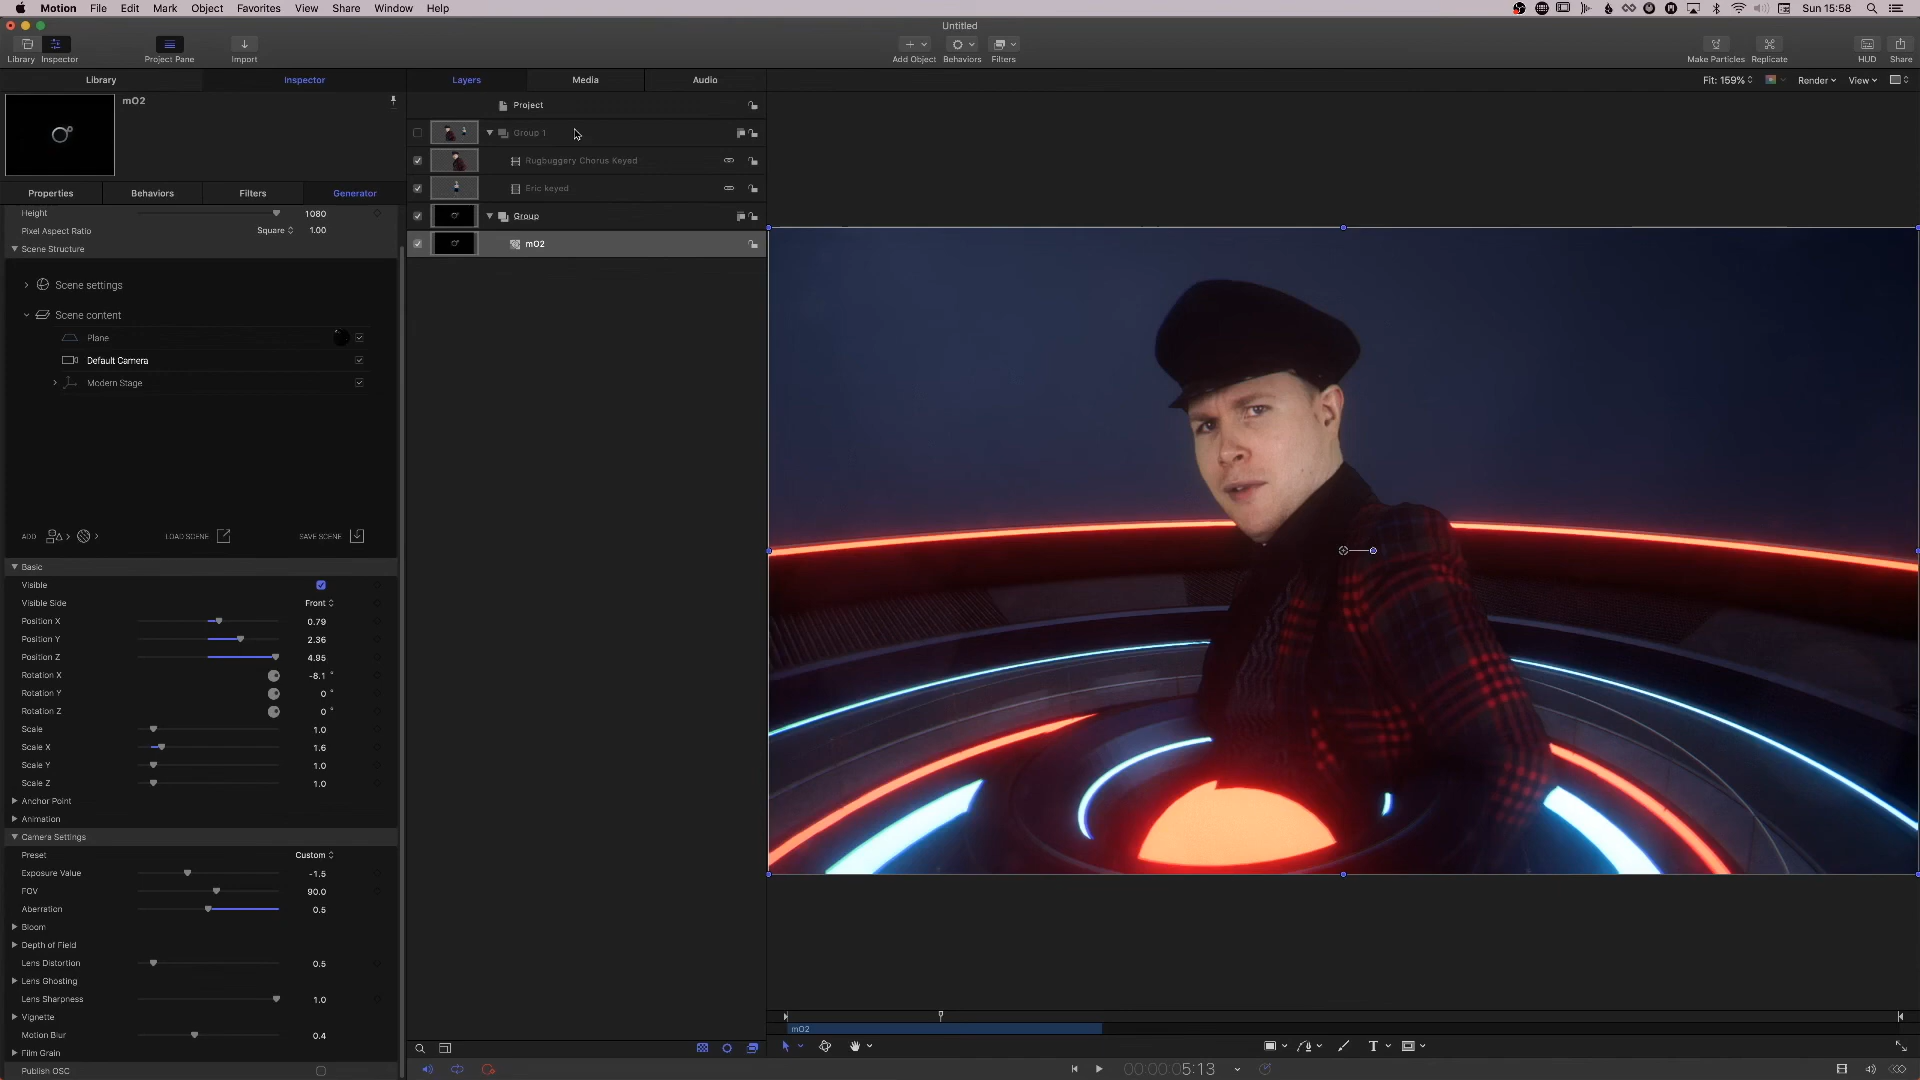 Motion File Edit Mark Object Favorites View Share Window Help Sun 15:58
Untitled
Library Inspector Project Pane Import Add Object Behaviors Filters Make Particles Replicate HUD Share
Library Inspector Layers Media Audio Fit: 159% Render View
mO2
Project
Group 1
Rugbuggery Chorus Keyed
Eric keyed
Group
mO2
Properties Behaviors Filters Generator
Height 1080
Pixel Aspect Ratio Square 1.00
Scene Structure
Scene settings
Scene content
Plane
Default Camera
Modern Stage
ADD LOAD SCENE SAVE SCENE
Basic
Visible
Visible Side Front
Position X 0.79
Position Y 2.36
Position Z 4.95
Rotation X -8.1 °
Rotation Y 0 °
Rotation Z 0 °
Scale 1.0
Scale X 1.6
Scale Y 1.0
Scale Z 1.0
Anchor Point
Animation
Camera Settings
Preset Custom
Exposure Value -1.5
FOV 90.0
Aberration 0.5
Bloom
Depth of Field
Lens Distortion 0.5
Lens Ghosting
Lens Sharpness 1.0
Vignette
Motion Blur 0.4
Film Grain
Publish OSC
mO2
T
00:00:05:13